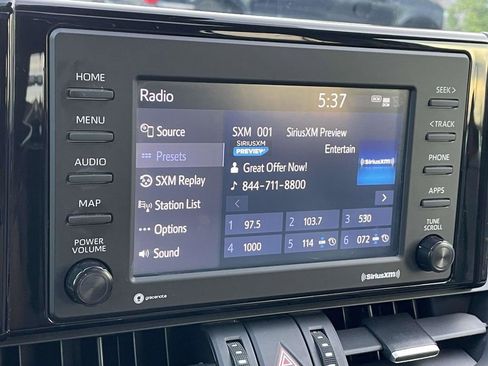 HOME
MENU
AUDIO
MAP
POWER
VOLUME
Radio
5:37
Source
Presets
SXM Replay
Station List
Options
Sound
SXM 001 SiriusXM Preview
SIRIUSXM
PREVIEW
Entertain
Great Offer Now!
844-711-8800
SiriusXM
1 97.5
2 103.7
3 530
4 1000
5 114
6 072
SEEK >
< TRACK
PHONE
APPS
TUNE
SCROLL
gracenote
SiriusXM